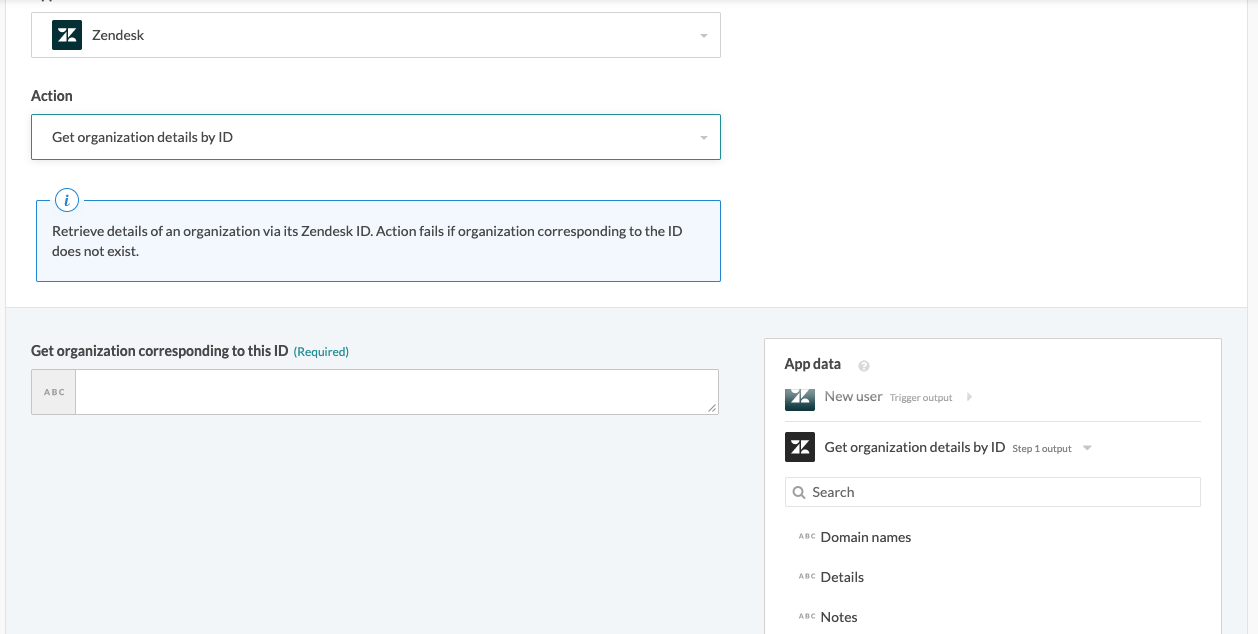 Zendesk
Action
Get organization details by ID
i
Retrieve details of an organization via its Zendesk ID. Action fails if organization corresponding to the ID
does not exist.
Get organization corresponding to this ID (Required)
ABC
App data ?
New user Trigger output
Get organization details by ID Step 1 output
Search
ABC Domain names
ABC Details
ABC Notes